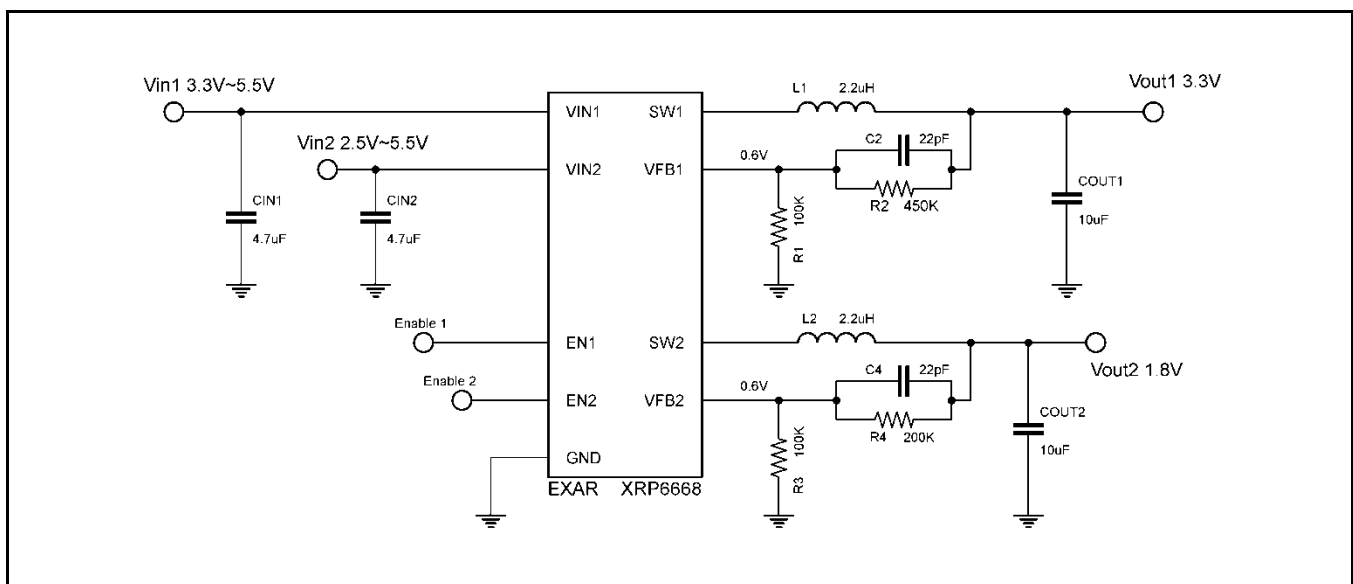 Vin1 3.3V~5.5V
Vin2 2.5V~5.5V
CIN1
4.7uF
CIN2
4.7uF
Enable 1
Enable 2
VIN1
VIN2
EN1
EN2
GND
SW1
VFB1
SW2
VFB2
EXAR XRP6668
L1 2.2uH
Vout1 3.3V
0.6V
C2 22pF
R2 450K
100K
R1
COUT1
10uF
L2 2.2uH
Vout2 1.8V
0.6V
C4 22pF
R4 200K
100K
R3
COUT2
10uF